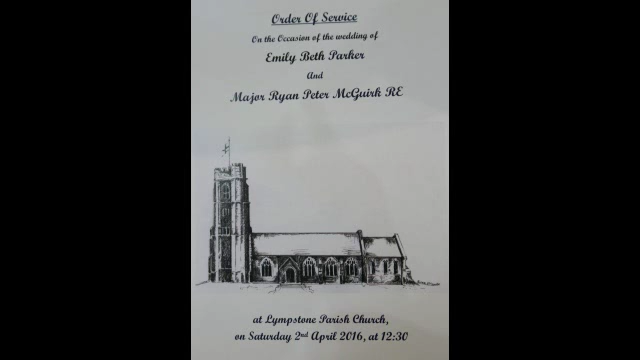 Order Of Service
On the Occasion of the wedding of
Emily Beth Parker
And
Major Ryan Peter McGuirk RE
at Lympstone Parish Church,
on Saturday 2nd April 2016, at 12:30